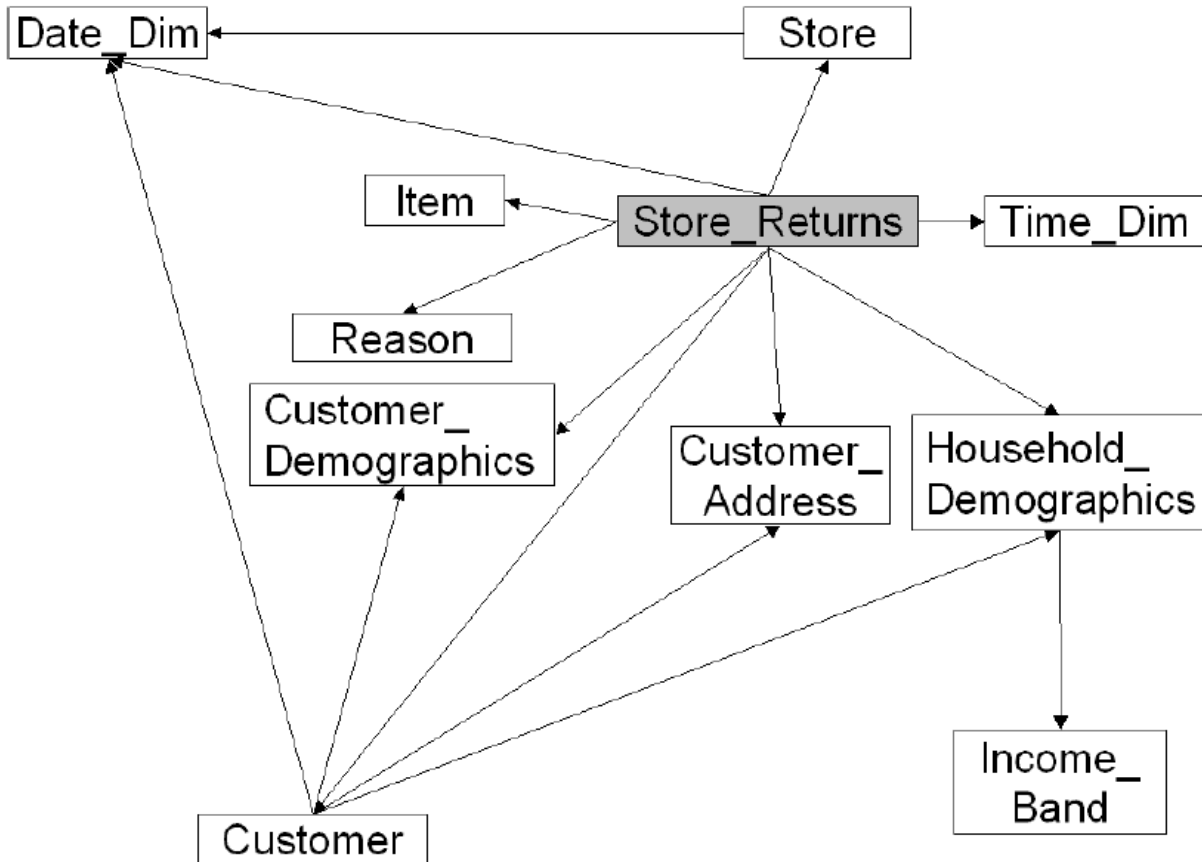 Date_Dim
Store
Item
Store_Returns
Time_Dim
Reason
Customer_
Demographics
Customer_
Address
Household_
Demographics
Income_
Band
Customer